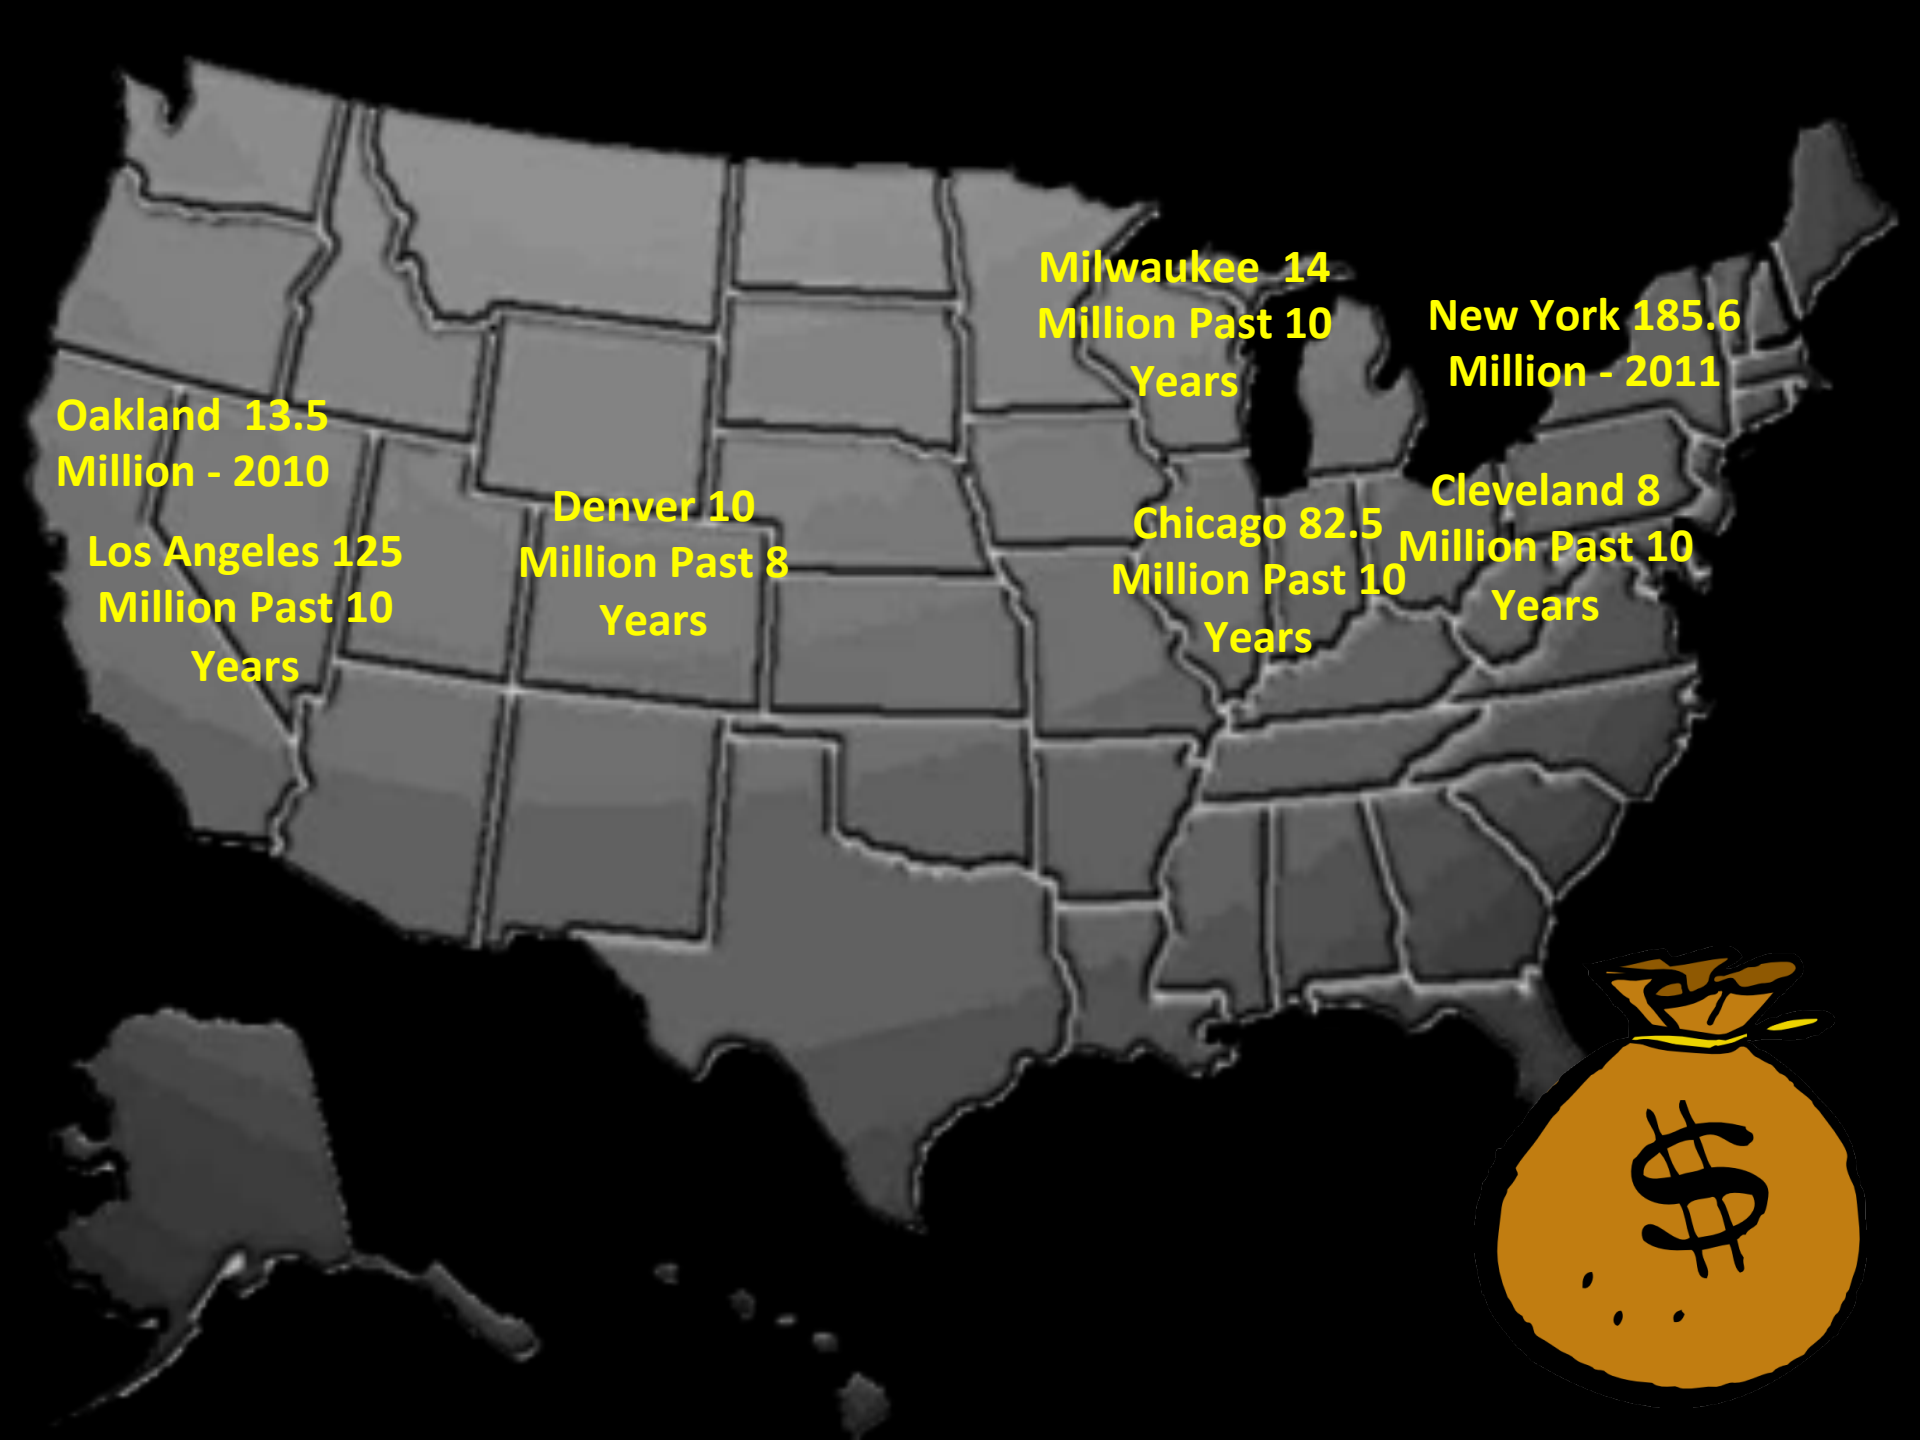 Milwaukee  14
Million Past 10
Years
New York 185.6
Million - 2011
Oakland  13.5
Million - 2010
Los Angeles 125
Million Past 10
Years
Denver 10
Million Past 8
Years
Chicago 82.5
Million Past 10
Years
Cleveland 8
Million Past 10
Years
$